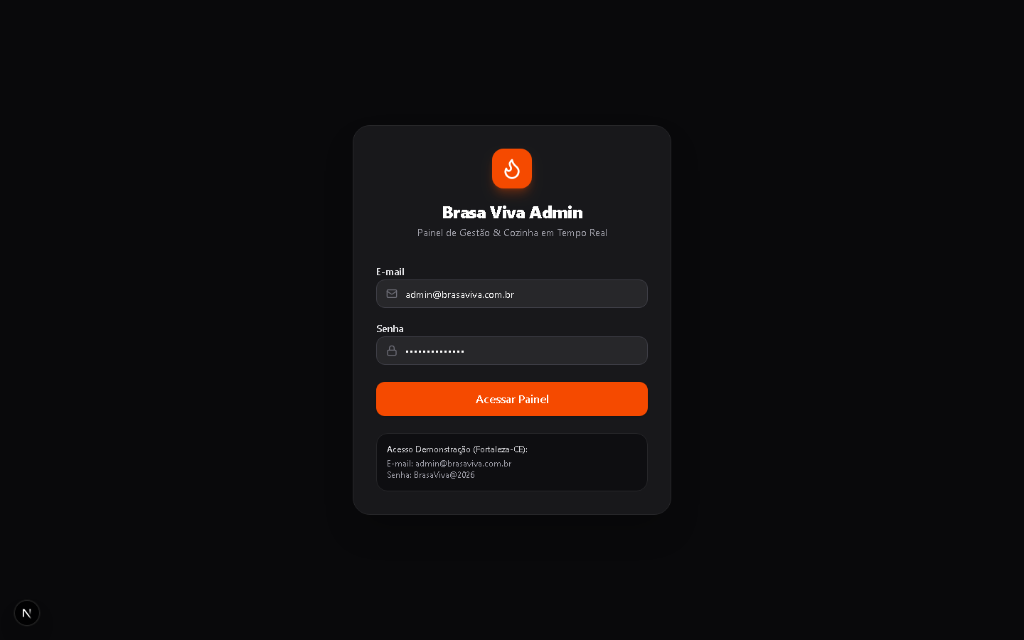 Brasa Viva Admin
Painel de Gestão & Cozinha em Tempo Real
E-mail
admin@brasaviva.com.br
Senha
••••••••••••••
Acessar Painel
Acesso Demonstração (Fortaleza-CE):
E-mail: admin@brasaviva.com.br
Senha: BrasaViva@2026
N